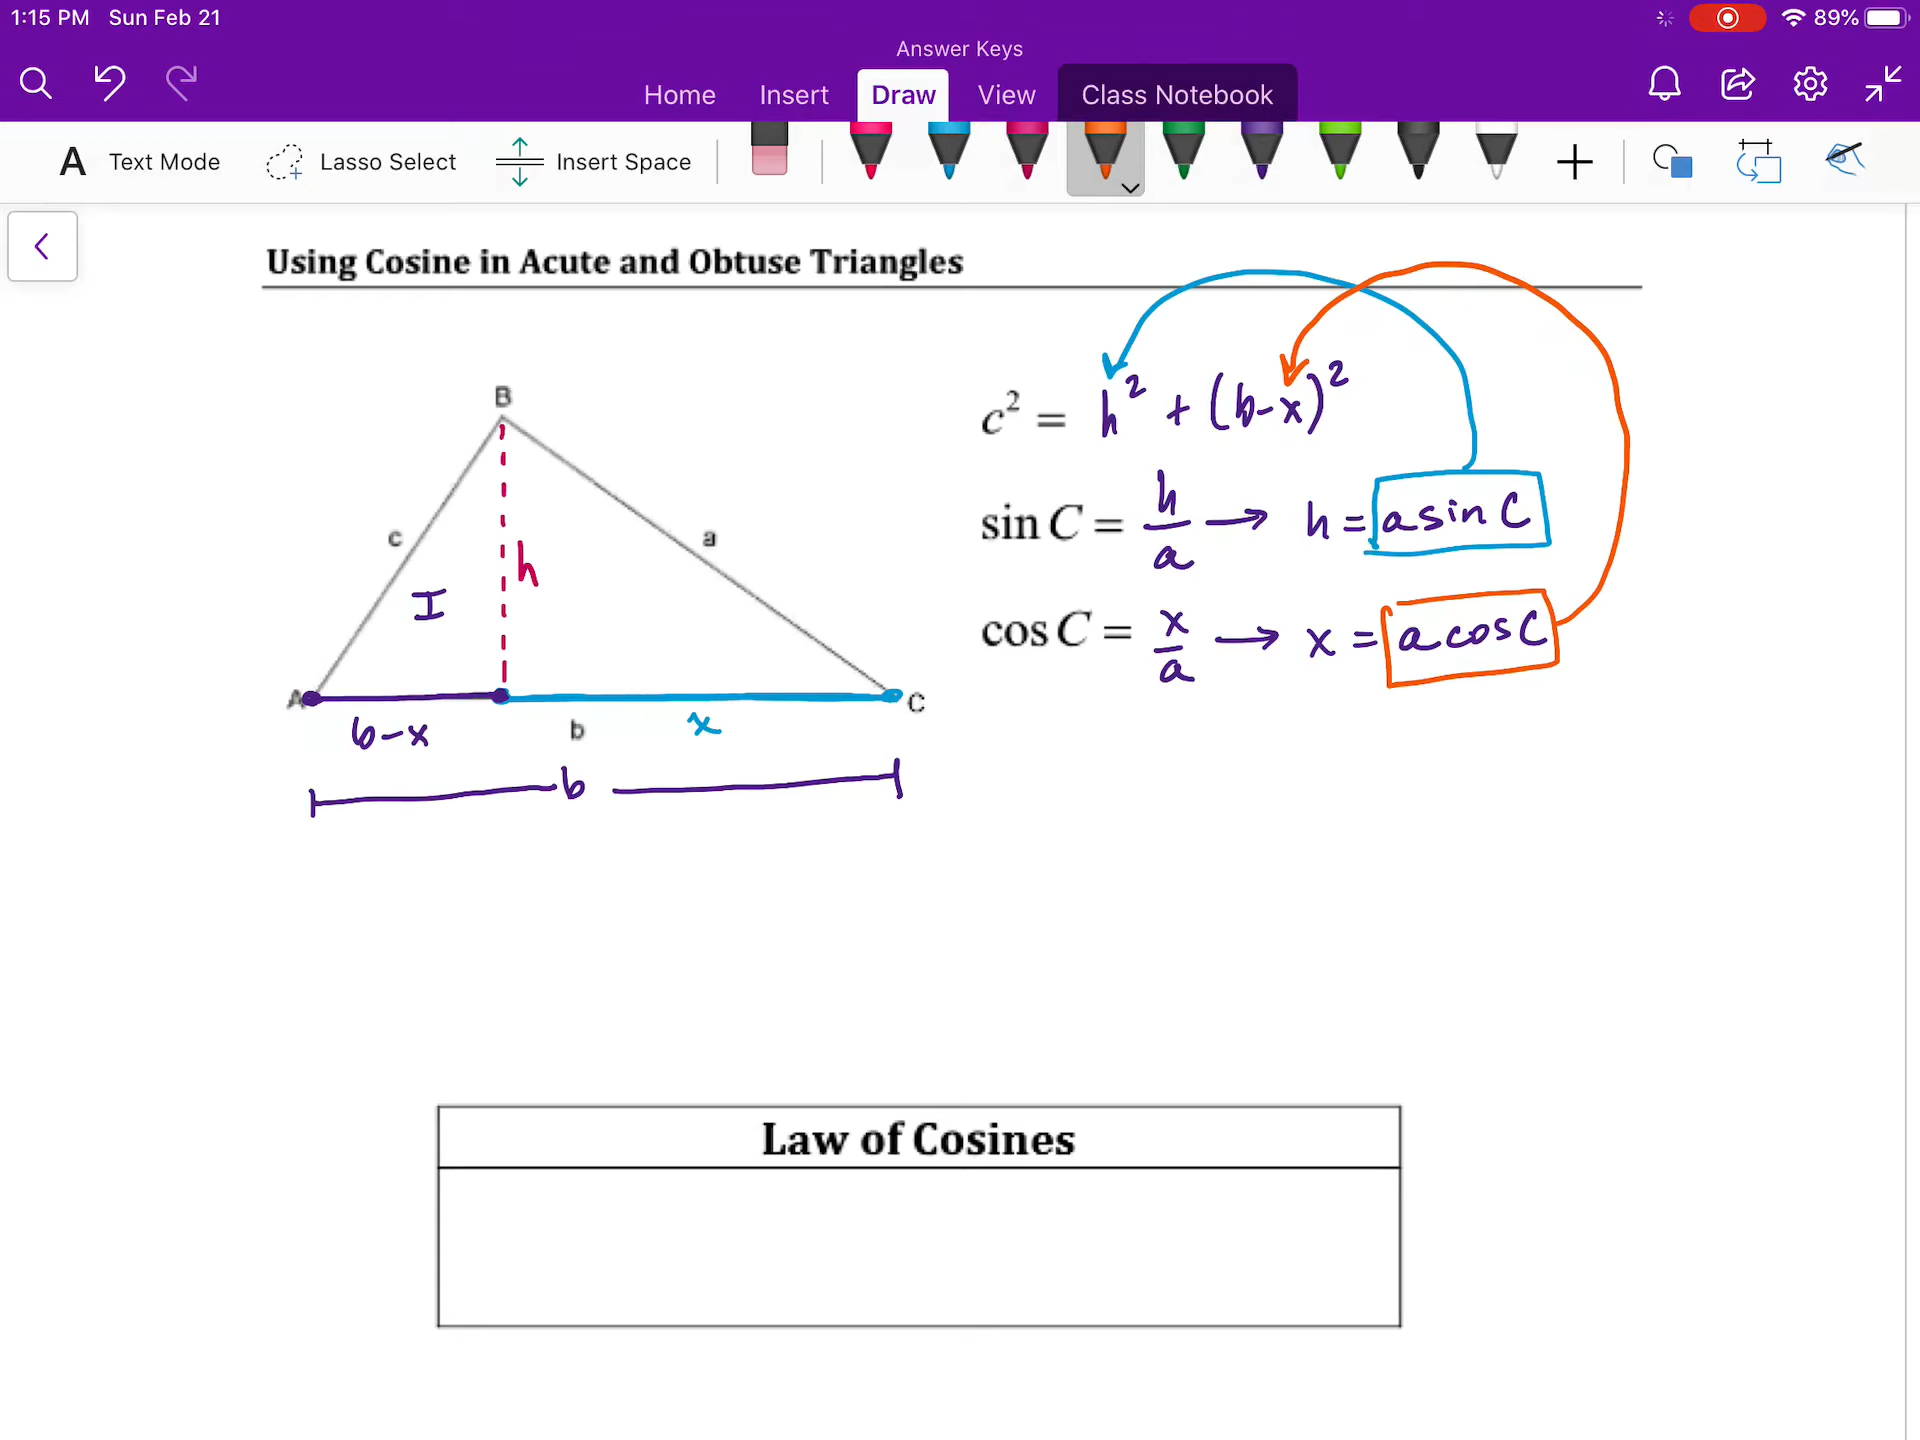 1:15 PM Sun Feb 21
89%
Answer Keys
Home Insert Draw View Class Notebook
A Text Mode Lasso Select Insert Space
Using Cosine in Acute and Obtuse Triangles
B
c² = h² + (b-x)²
c
a
h
I
sin C = h/a → h = a sin C
cos C = x/a → x = a cos C
A
C
b-x
b
x
b
Law of Cosines